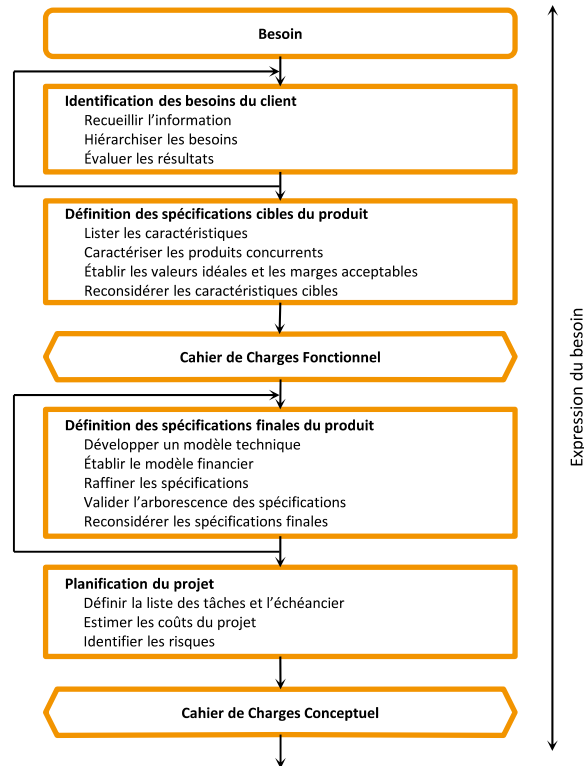 Besoin
Identification des besoins du client
Recueillir l’information
Hiérarchiser les besoins
Évaluer les résultats
Définition des spécifications cibles du produit
Lister les caractéristiques
Caractériser les produits concurrents
Établir les valeurs idéales et les marges acceptables
Reconsidérer les caractéristiques cibles
Cahier de Charges Fonctionnel
Définition des spécifications finales du produit
Développer un modèle technique
Établir le modèle financier
Raffiner les spécifications
Valider l’arborescence des spécifications
Reconsidérer les spécifications finales
Planification du projet
Définir la liste des tâches et l’échéancier
Estimer les coûts du projet
Identifier les risques
Cahier de Charges Conceptuel
Expression du besoin